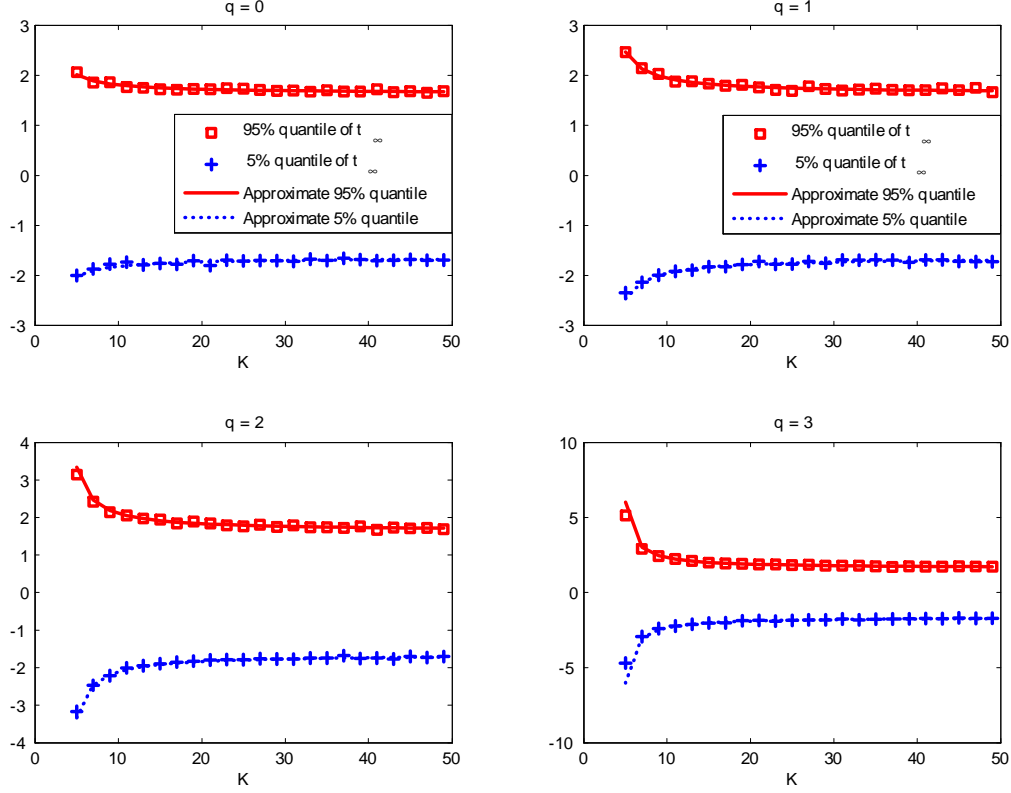 q = 0
3
2
1
0
-1
-2
-3
95% quantile of t ∞
5% quantile of t ∞
Approximate 95% quantile
Approximate 5% quantile
0 10 20 30 40 50
K
q = 1
3
2
1
0
-1
-2
-3
95% quantile of t ∞
5% quantile of t ∞
Approximate 95% quantile
Approximate 5% quantile
0 10 20 30 40 50
K
q = 2
4
3
2
1
0
-1
-2
-3
-4
0 10 20 30 40 50
K
q = 3
10
5
0
-5
-10
0 10 20 30 40 50
K